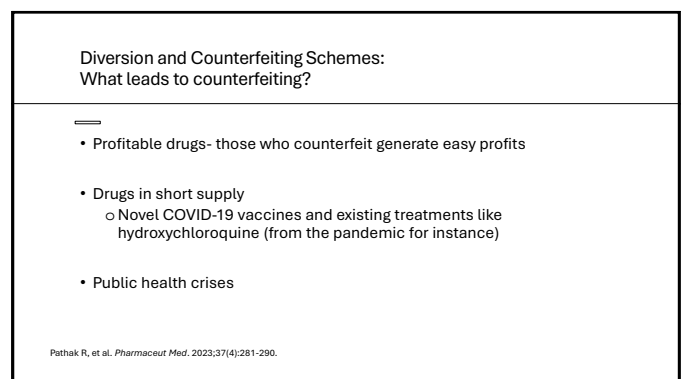 Diversion and Counterfeiting Schemes:
What leads to counterfeiting?
• Profitable drugs- those who counterfeit generate easy profits
• Drugs in short supply
o Novel COVID-19 vaccines and existing treatments like
hydroxychloroquine (from the pandemic for instance)
• Public health crises
Pathak R, et al. Pharmaceut Med. 2023;37(4):281-290.